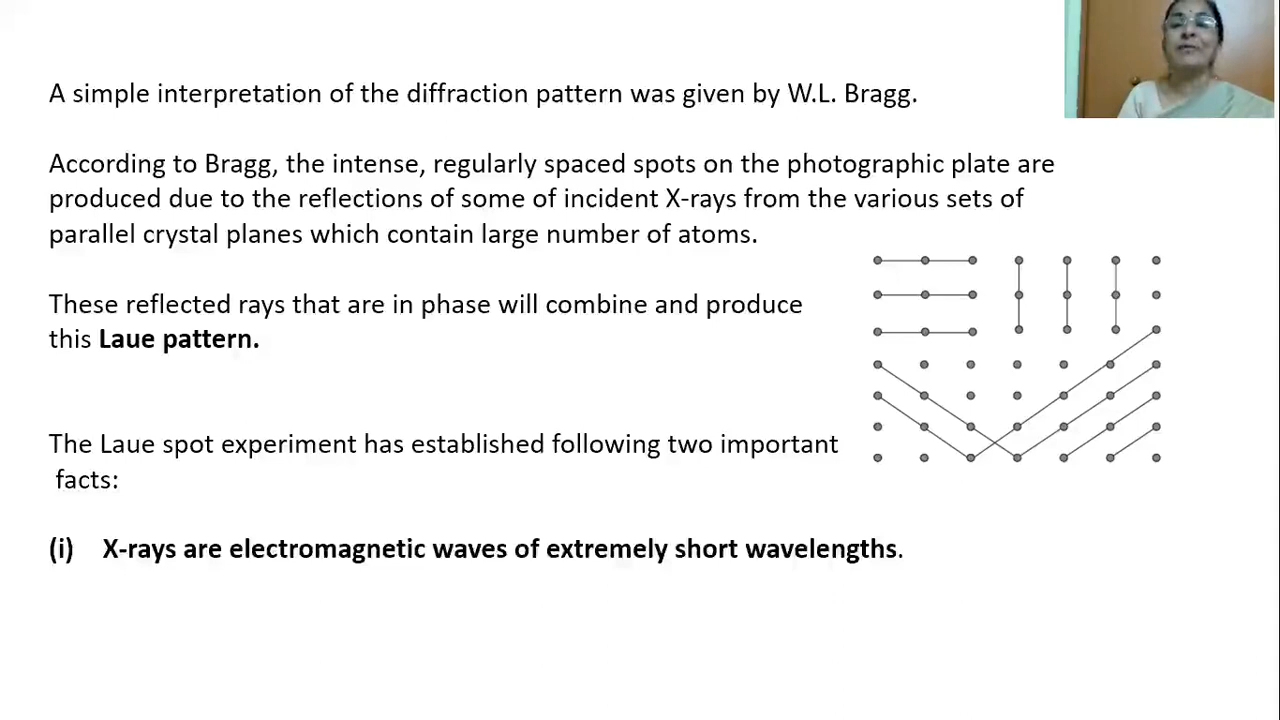 A simple interpretation of the diffraction pattern was given by W.L. Bragg.
According to Bragg, the intense, regularly spaced spots on the photographic plate are
produced due to the reflections of some of incident X-rays from the various sets of
parallel crystal planes which contain large number of atoms.
These reflected rays that are in phase will combine and produce
this Laue pattern.
The Laue spot experiment has established following two important
facts:
(i) X-rays are electromagnetic waves of extremely short wavelengths.